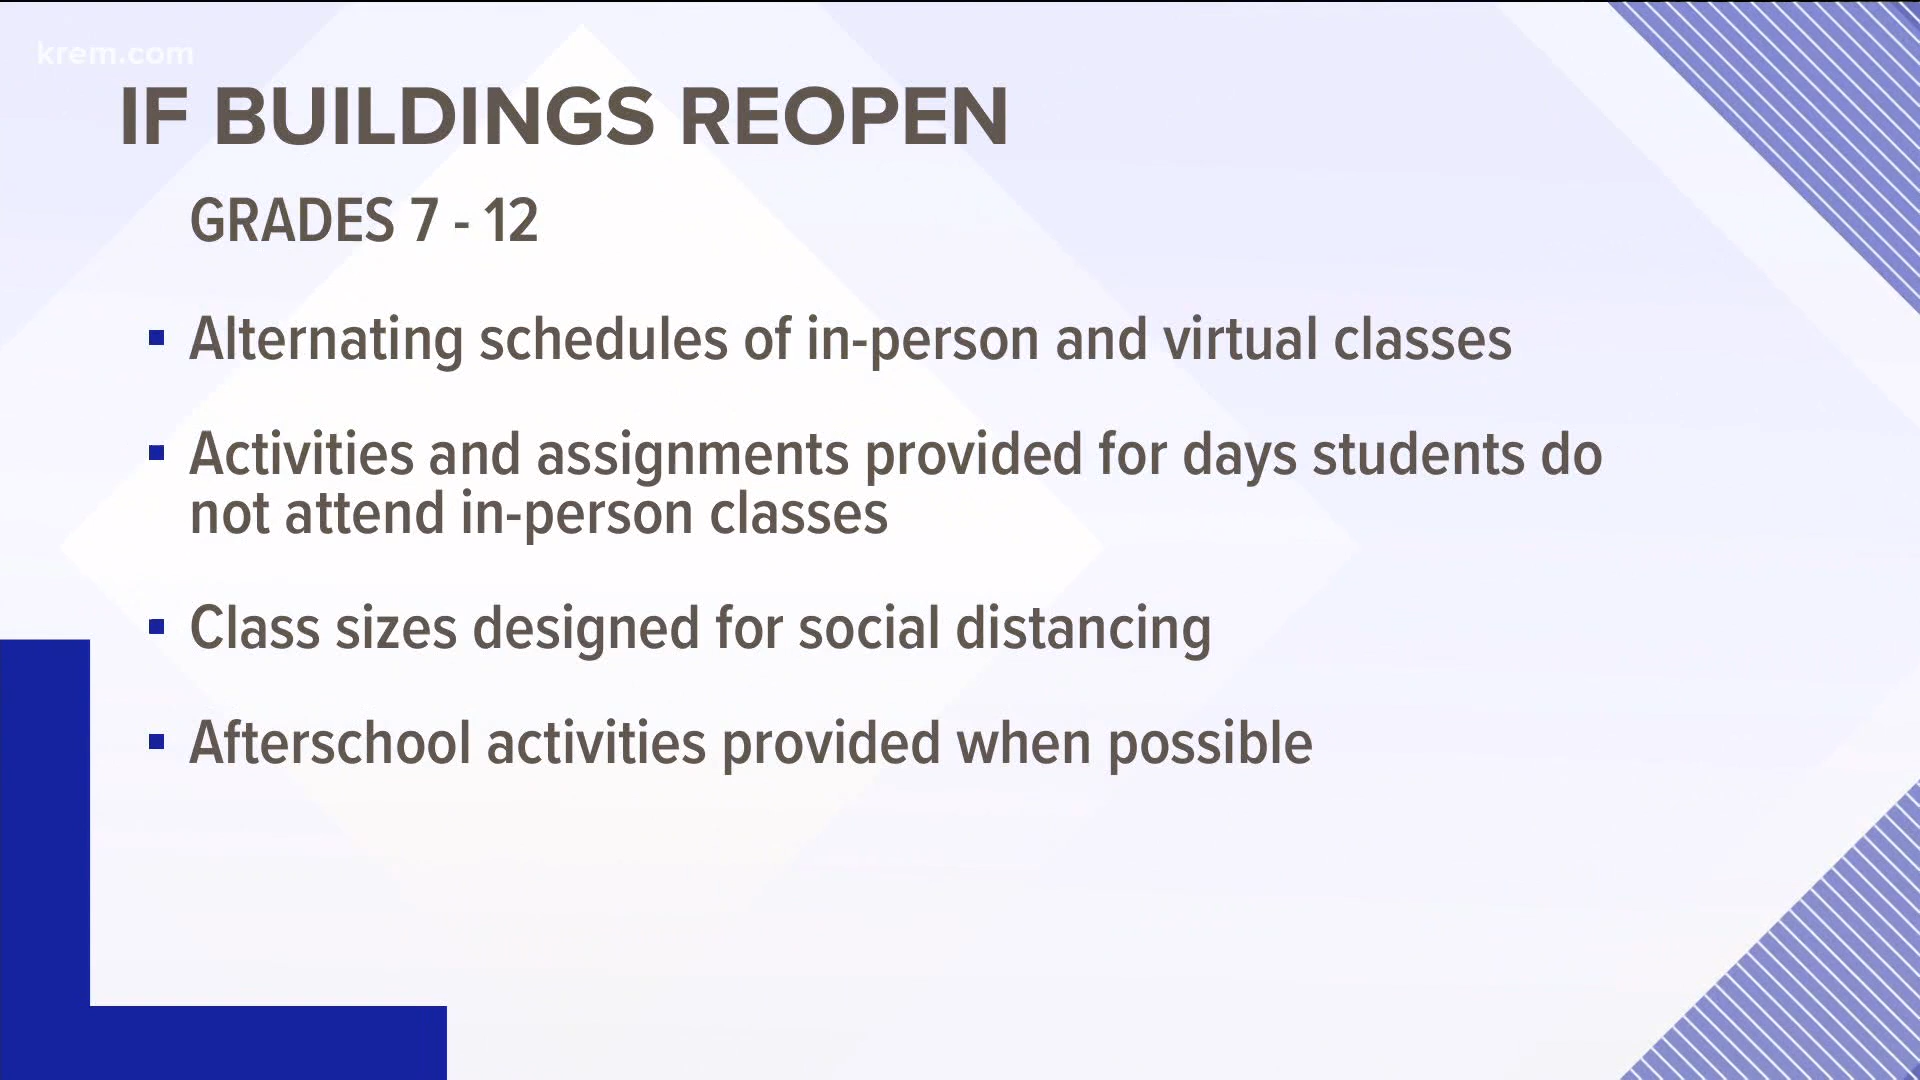 krem.com
IF BUILDINGS REOPEN
GRADES 7 - 12
Alternating schedules of in-person and virtual classes
Activities and assignments provided for days students do
not attend in-person classes
Class sizes designed for social distancing
Afterschool activities provided when possible